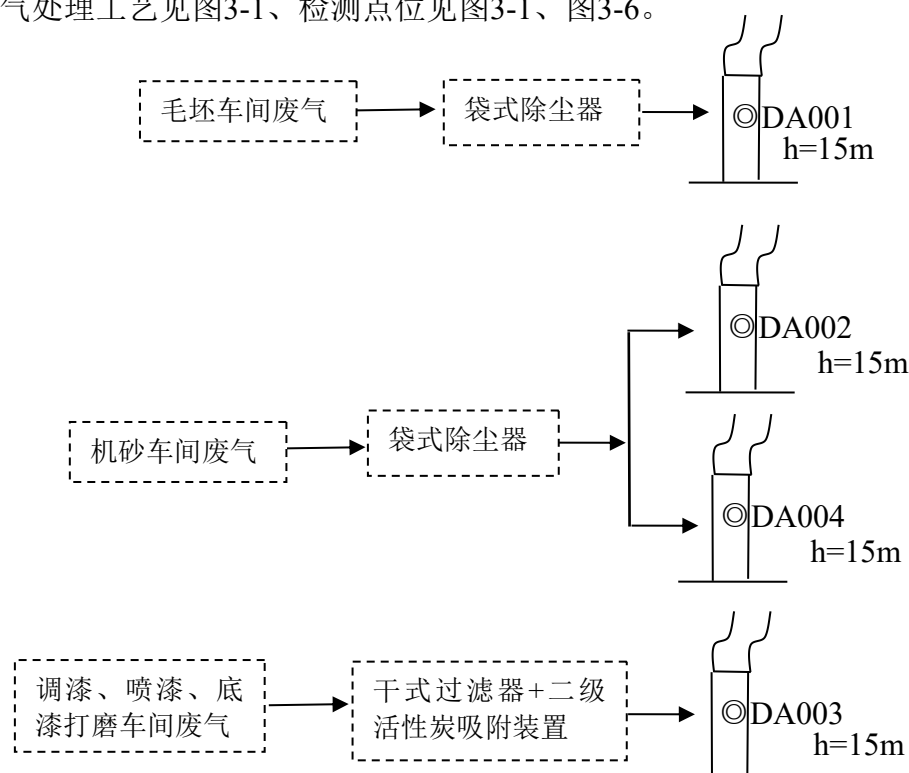 气处理工艺见图3-1、检测点位见图3-1、图3-6。
毛坯车间废气
袋式除尘器
◎DA001
h=15m
机砂车间废气
袋式除尘器
◎DA002
h=15m
◎DA004
h=15m
调漆、喷漆、底
漆打磨车间废气
干式过滤器+二级
活性炭吸附装置
◎DA003
h=15m